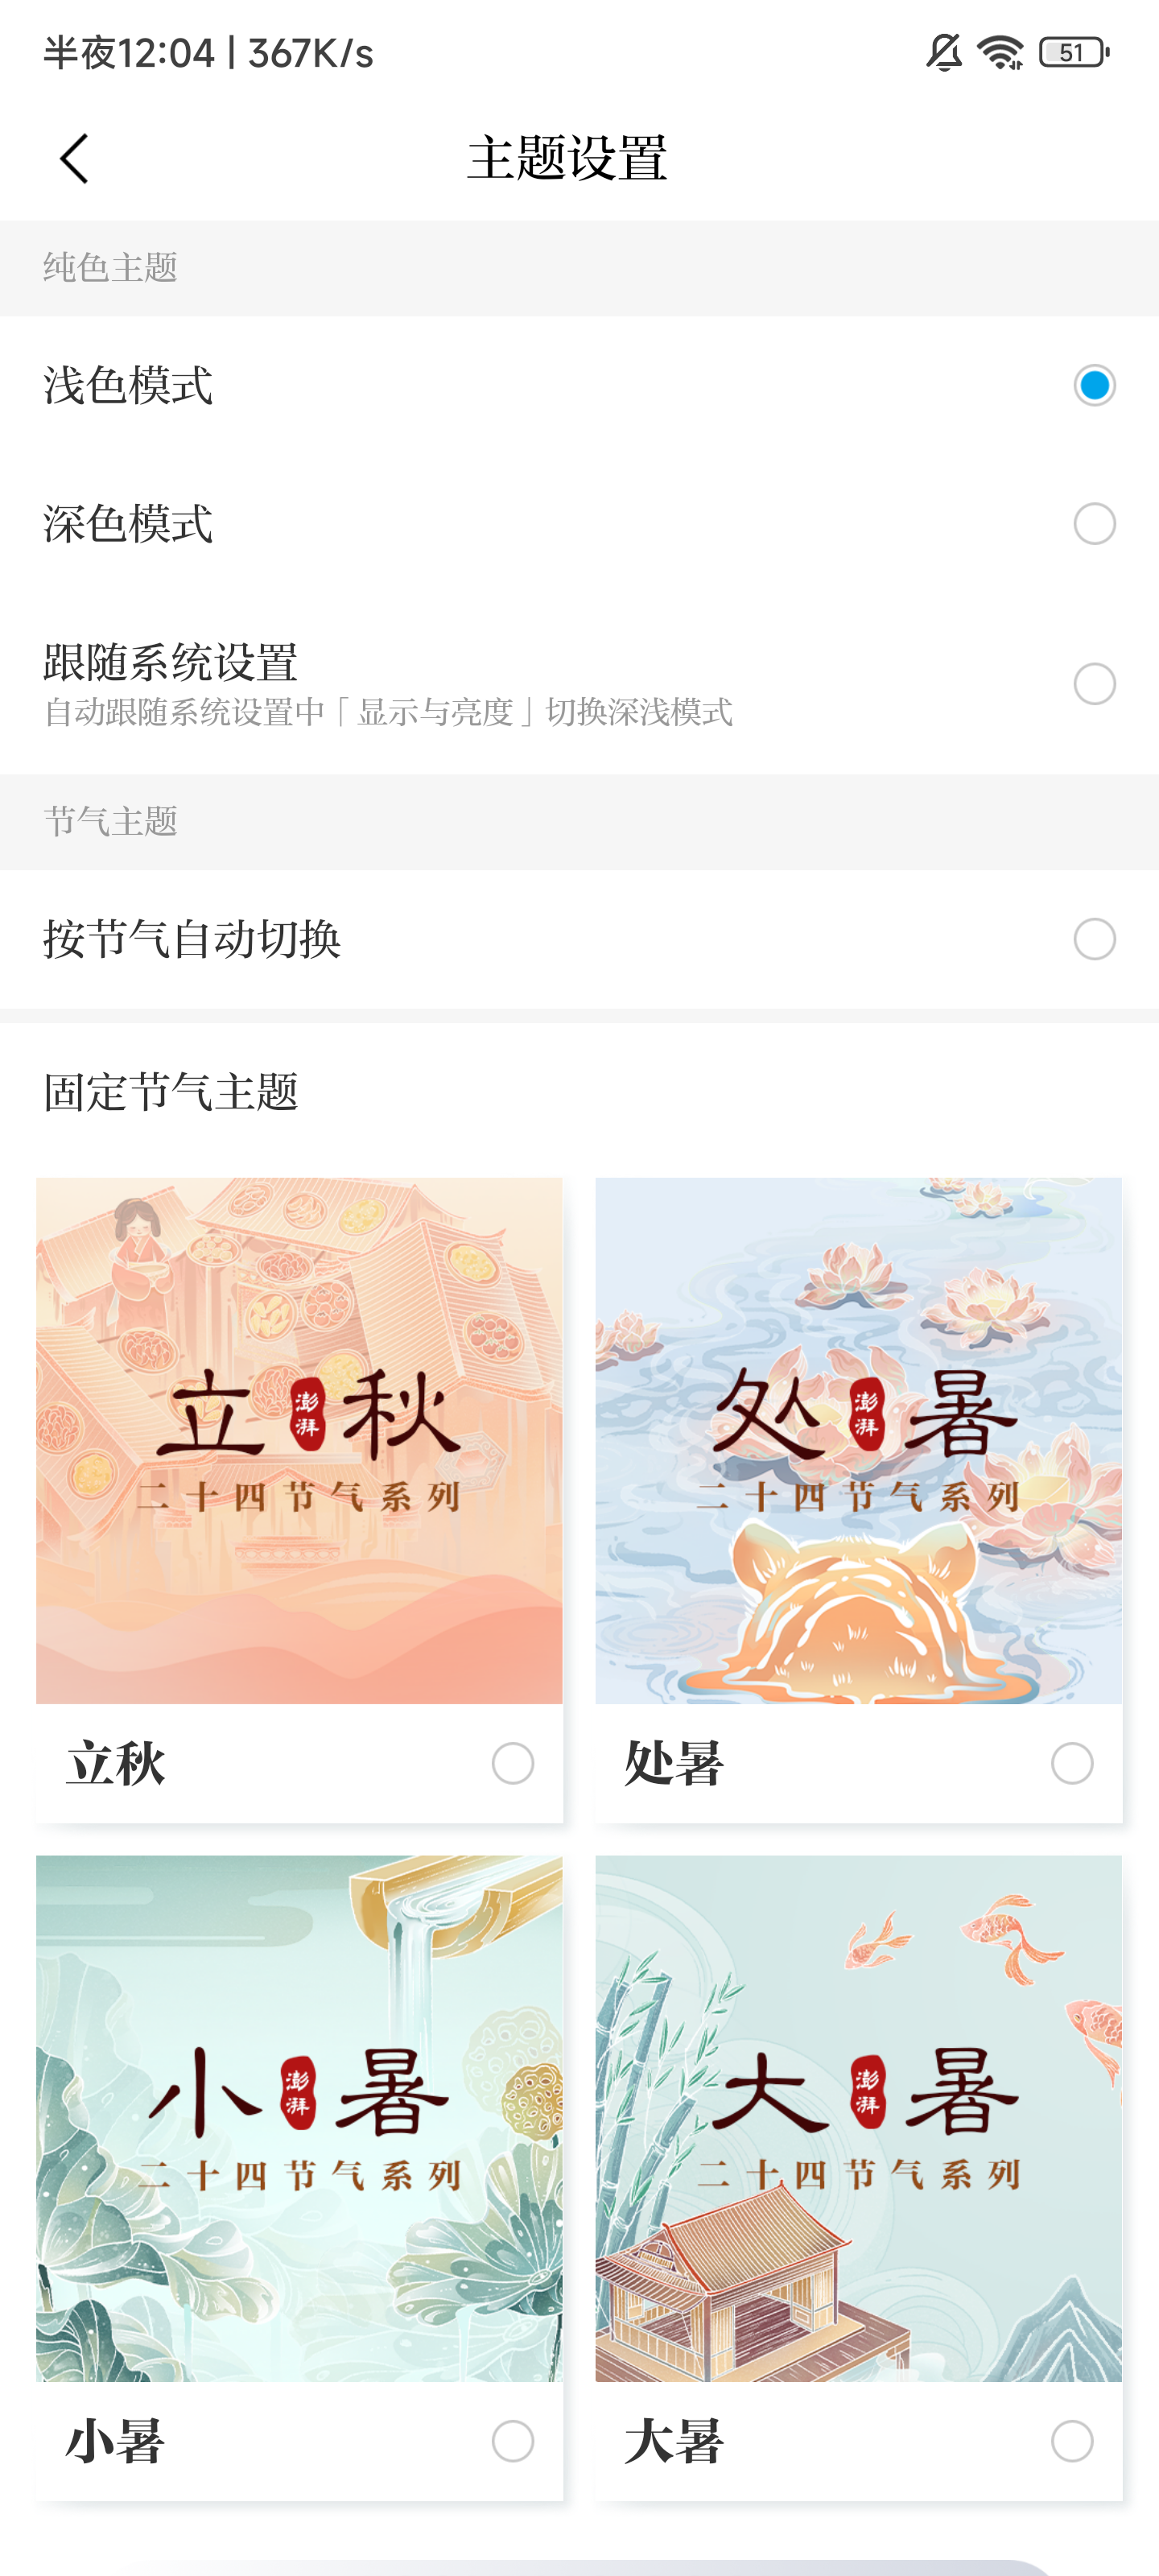 半夜12:04 | 367K/s
51
主题设置
纯色主题
浅色模式
深色模式
跟随系统设置
自动跟随系统设置中「显示与亮度」切换深浅模式
节气主题
按节气自动切换
固定节气主题
立 澎湃 秋
二十四节气系列
处 澎湃 暑
二十四节气系列
立秋
处暑
小 澎湃 暑
二十四节气系列
大 澎湃 暑
二十四节气系列
小暑
大暑